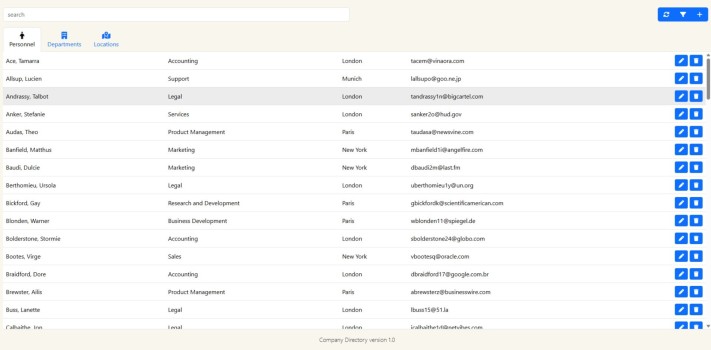 search
Personnel Departments Locations
Ace, Tamarra Accounting London tacem@vinaora.com
Allsup, Lucien Support Munich lallsupo@goo.ne.jp
Andrassy, Talbot Legal London tandrassy1n@bigcartel.com
Anker, Stefanie Services London sanker2o@hud.gov
Audas, Theo Product Management Paris taudasa@newsvine.com
Banfield, Matthus Marketing New York mbanfield1i@angelfire.com
Baudi, Dulcie Marketing New York dbaudi2m@last.fm
Berthomieu, Ursola Legal London uberthomieu1y@un.org
Bickford, Gay Research and Development Paris gbickfordk@scientificamerican.com
Blonden, Warner Business Development Paris wblonden11@spiegel.de
Bolderstone, Stormie Accounting London sbolderstone24@globo.com
Bootes, Virge Sales New York vbootesq@oracle.com
Braidford, Dore Accounting London dbraidford17@google.com.br
Brewster, Ailis Product Management Paris abrewsterz@businesswire.com
Buss, Lanette Legal London lbuss15@51.la
Calbaithe, Jon Legal London
Company Directory version 1.0